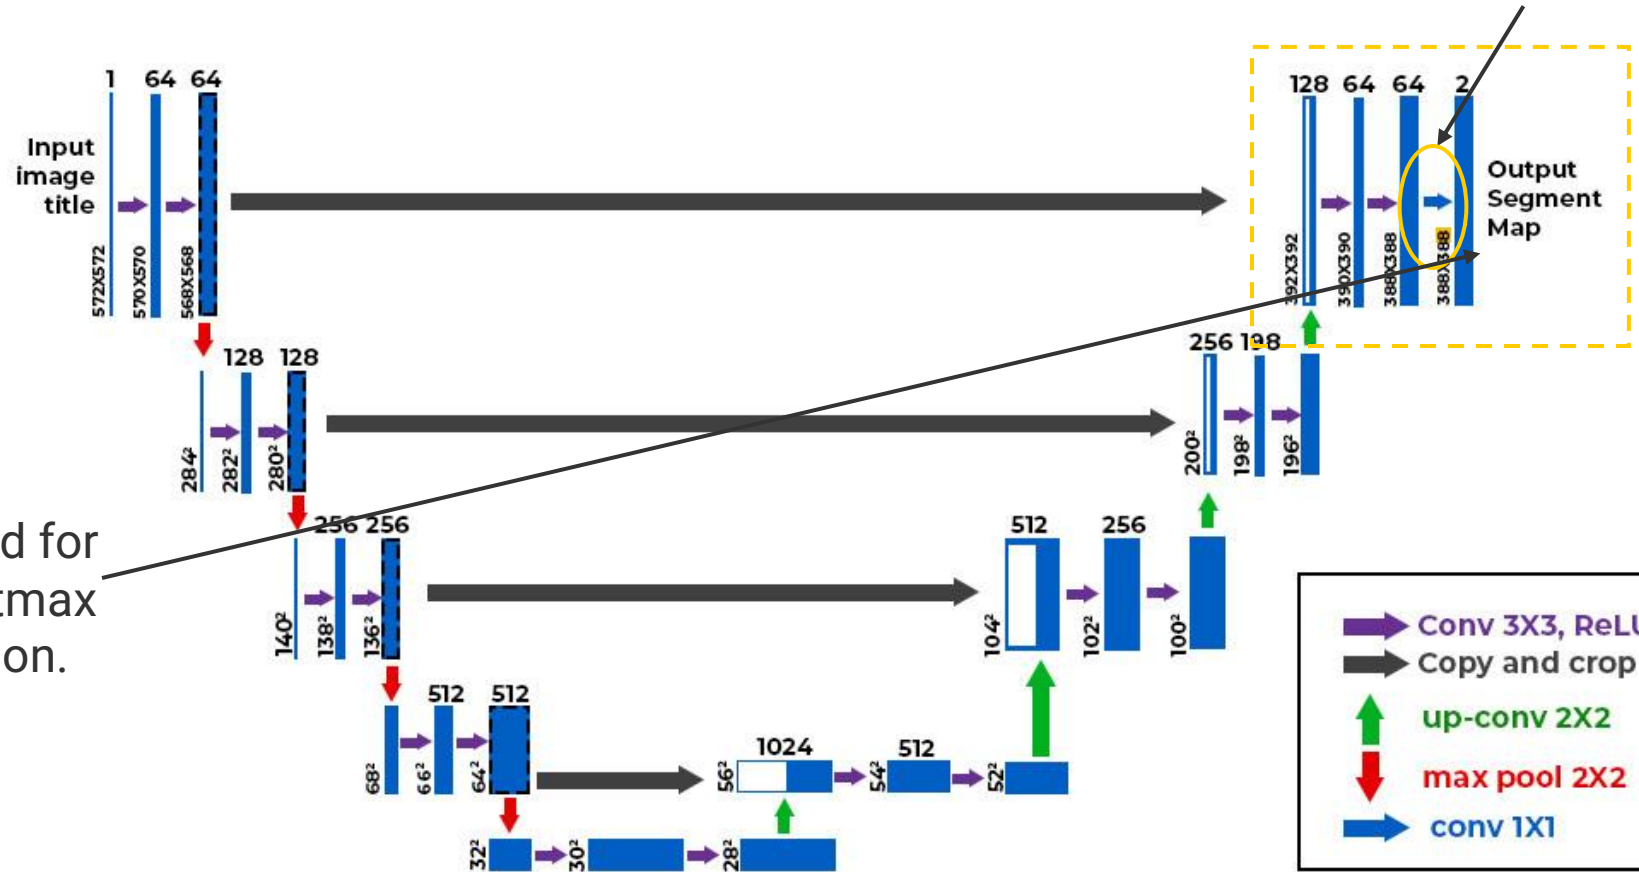 1 64 64
Input
image
title
572X572
570X570
568X568
128 64 64 2
Output
Segment
Map
392X392
390X390
388X388
388X388
128 128
284²
282²
280²
256 198
200²
198²
196²
256 256
140²
138²
136²
512 256
104²
102²
100²
d for
tmax
on.
512 512
68²
66²
64²
1024 512
56²
54²
52²
32²
30²
28²
Conv 3X3, ReLU
Copy and crop
up-conv 2X2
max pool 2X2
conv 1X1